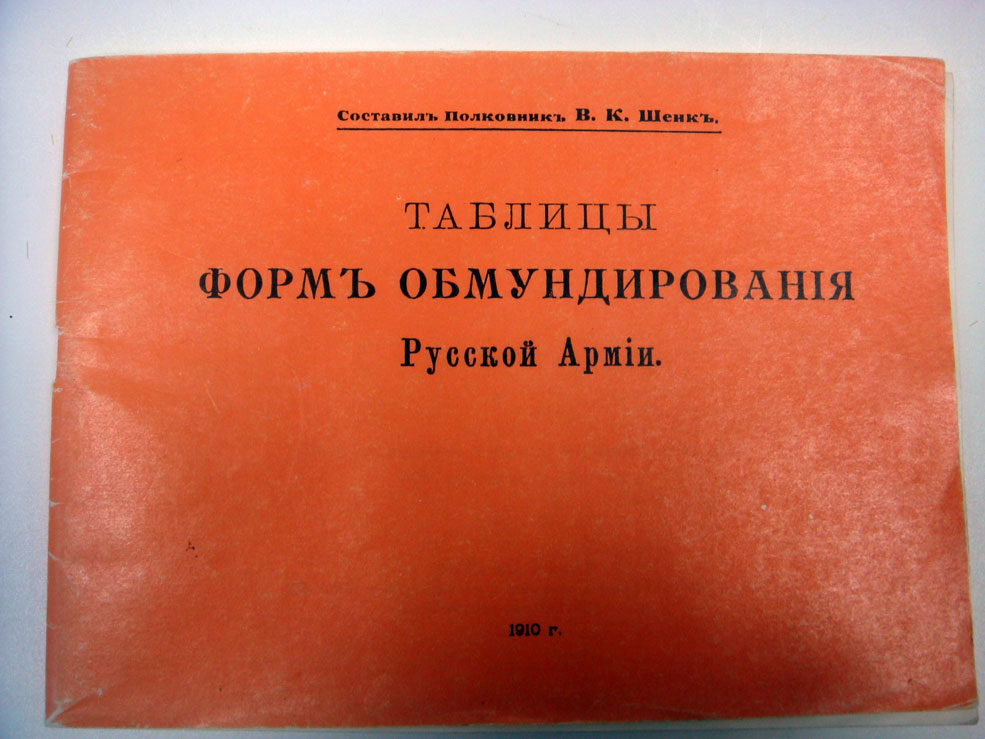 Составилъ Полковникъ В. К. Шенкъ.
ТАБЛИЦЫ
ФОРМЪ ОБМУНДИРОВАНІЯ
Русской Арміи.
1910 г.